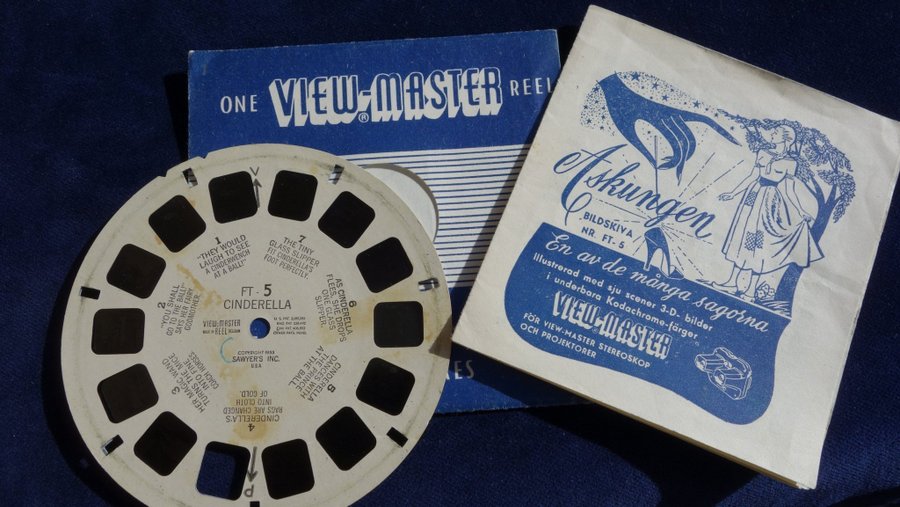 ONE VIEW-MASTER® REEL
1
"THEY WOULD
LAUGH TO SEE
A CINDERWENCH
AT A BALL!"
7
THE TINY
GLASS SLIPPER
FIT CINDERELLA'S
FOOT PERFECTLY.
2
"YOU SHALL
GO TO THE BALL!"
SAYS HER FAIRY
GODMOTHER.
6
AS CINDERELLA
FLEES, SHE DROPS
ONE GLASS
SLIPPER.
FT-5
CINDERELLA
VIEW-MASTER
REEL
COPYRIGHT
SAWYER'S INC.
U.S.A.
3
HER MAGIC WAND
TURNS THE MICE
INTO FINE
COACH HORSES.
5
CINDERELLA
DANCES WITH
THE PRINCE
AT THE BALL.
4
CINDERELLA'S
RAGS ARE CHANGED
INTO CLOTH
OF GOLD.
Askungen
BILDSKIVA
NR. FT-5
En av de många sagorna
illustrerad med sju scener 3-D- bilder
i underbara Kodachrome-färger.
VIEW-MASTER
FÖR VIEW-MASTER STEREOSKOP
OCH PROJEKTORER